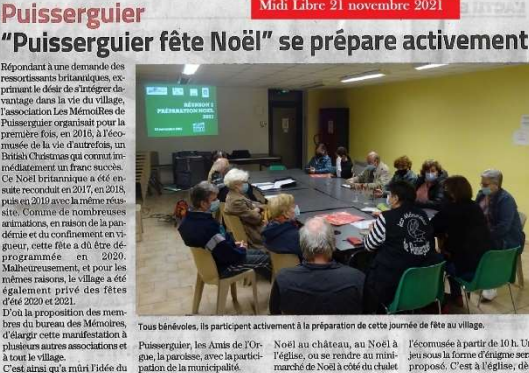 Midi Libre 21 novembre 2021
Puisserguier
“Puisserguier fête Noël” se prépare activement
Répondant à une demande des
ressortissants britanniques, ex-
primant le désir de s'intégrer da-
vantage dans la vie du village,
l'association Les MémoiRes de
Puisserguier organisait pour la
première fois, en 2016, à l'éco-
musée de la vie d'autrefois, un
British Christmas qui connut im-
médiatement un franc succès.
Ce Noël britannique a été en-
suite reconduit en 2017, en 2018,
puis en 2019 avec la même réus-
site. Comme de nombreuses
animations, en raison de la pan-
démie et du confinement en vi-
gueur, cette fête a dû être dé-
programmée en 2020.
Malheureusement, et pour les
mêmes raisons, le village a été
également privé des fêtes
d'été 2020 et 2021.
D'où la proposition des mem-
bres du bureau des Mémoires,
d'élargir cette manifestation à
plusieurs autres associations et
à tout le village.
C'est ainsi qu'a mûri l'idée du
RÉUNION 2
PRÉPARATION NOEL
2021
Tous bénévoles, ils participent activement à la préparation de cette journée de fête au village.
Puisserguier, les Amis de l'Or-
gue, la paroisse, avec la partici-
pation de la municipalité.
Noël au château, au Noël à
l'église, ou se rendre au mini-
marché de Noël à côté du chalet
l'écomusée à partir de 10 h. Un
jeu sous la forme d'énigme ser
proposé. C'est à l'église, dè